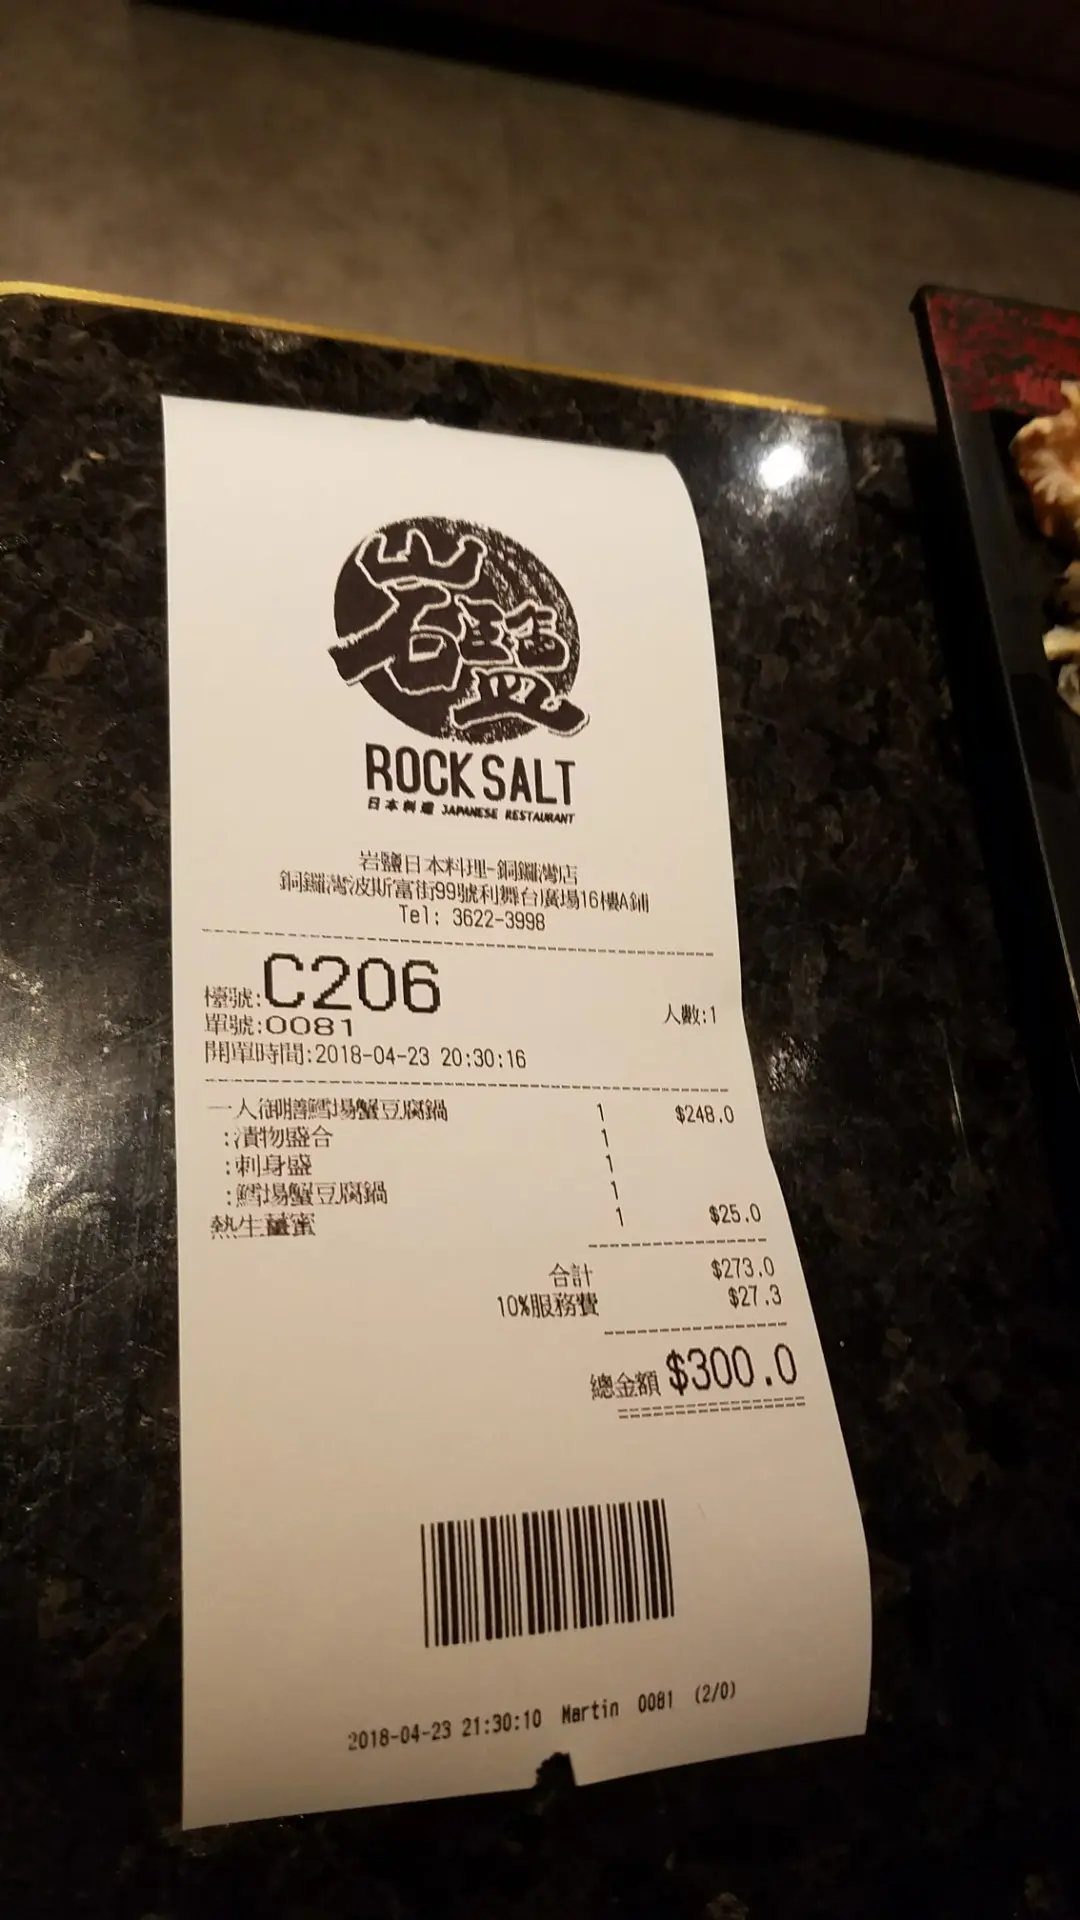 岩鹽
ROCK SALT
日本料理 JAPANESE RESTAURANT
岩鹽日本料理-銅鑼灣店
銅鑼灣波斯富街99號利舞台廣場16樓A鋪
Tel: 3622-3998
檯號:C206 人數:1
單號:0081
開單時間:2018-04-23 20:30:16
一人御膳鱈場蟹豆腐鍋 1 $248.0
:漬物盛合 1
:刺身盛 1
:鱈場蟹豆腐鍋 1
熱生薑蜜 1 $25.0
合計 $273.0
10%服務費 $27.3
總金額 $300.0
2018-04-23 21:30:10 Martin 0081 (2/0)